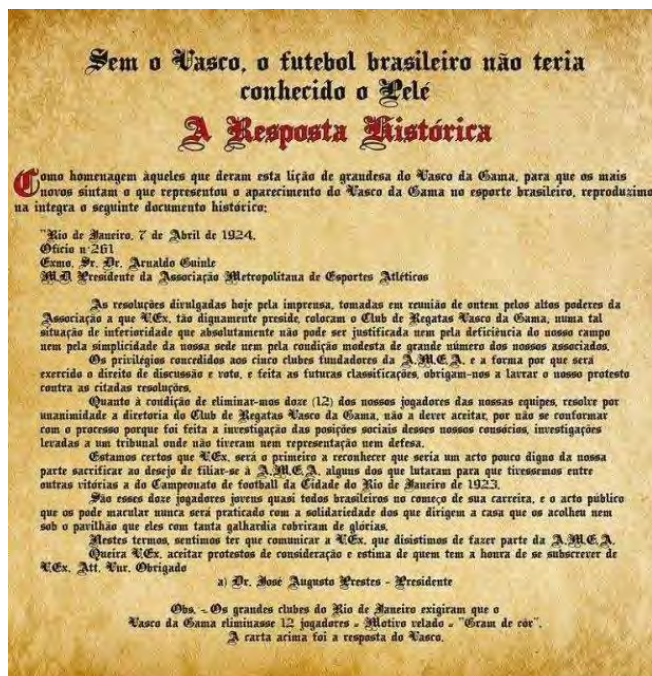 Sem o Vasco, o futebol brasileiro não teria
conhecido o Pelé
A Resposta Histórica
Como homenagem àqueles que deram esta lição de grandesa do Vasco da Gama, para que os mais
novos sintam o que representou o aparecimento do Vasco da Gama no esporte brasileiro, reproduzimo
na integra o seguinte documento histórico:
"Rio de Janeiro, 7 de Abril de 1924.
Oficio nº261
Exmo. Sr. Dr. Arnaldo Guinle
M.D. Presidente da Associação Metropolitana de Esportes Atléticos
As resoluções divulgadas hoje pela imprensa, tomadas em reunião de ontem pelos altos poderes da
Associação a que V.Ex. tão dignamente preside, colocam o Club de Regatas Vasco da Gama, numa tal
situação de inferioridade que absolutamente não pode ser justificada nem pela deficiência do nosso campo
nem pela simplicidade da nossa sede nem pela condição modesta de grande número dos nossos associados.
Os privilégios concedidos aos cinco clubes fundadores da A.M.E.A. e a forma por que será
exercido o direito de discussão e voto, e feita as futuras classificações, obrigam-nos a lavrar o nosso protesto
contra as citadas resoluções.
Quanto à condição de eliminar-mos doze (12) dos nossos jogadores das nossas equipes, resolve por
unanimidade a diretoria do Club de Regatas Vasco da Gama, não a dever aceitar, por não se conformar
com o processo porque foi feita a investigação das posições sociais desses nossos consócios, investigações
levadas a um tribunal onde não tiveram nem representação nem defesa.
Estamos certos que V.Ex. será o primeiro a reconhecer que seria um acto pouco digno da nossa
parte sacrificar ao desejo de filiar-se à A.M.E.A. alguns dos que lutaram para que tivessemos entre
outras vitórias a do Campeonato de football da Cidade do Rio de Janeiro de 1923.
São esses doze jogadores jovens quasi todos brasileiros no começo de sua carreira, e o acto público
que os pode macular nunca será praticado com a solidariedade dos que dirigem a casa que os acolheu nem
sob o pavilhão que eles com tanta galhardia cobriram de glórias.
Nestes termos, sentimos ter que comunicar a V.Ex. que disistimos de fazer parte da A.M.E.A.
Queira V.Ex. aceitar protestos de consideração e estima de quem tem a honra de se subscrever de
V.Ex. Att. Vnr. Obrigado
a) Dr. José Augusto Prestes - Presidente
Obs. - Os grandes clubes do Rio de Janeiro exigiram que o
Vasco da Gama eliminasse 12 jogadores - Motivo velado - "Gram de côr".
A carta acima foi a resposta do Vasco.